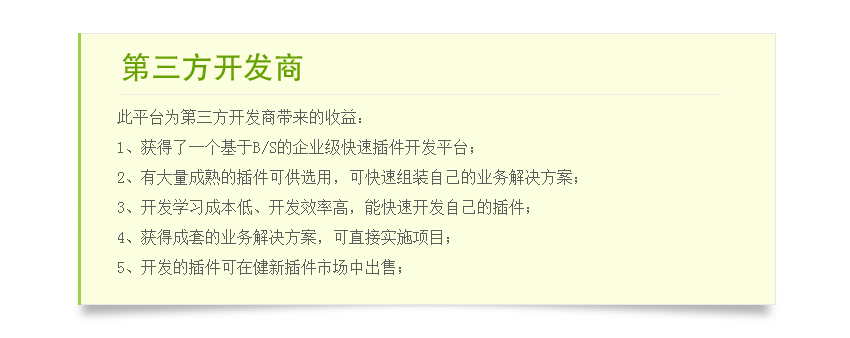 第三方开发商
此平台为第三方开发商带来的收益：
1、获得了一个基于B/S的企业级快速插件开发平台；
2、有大量成熟的插件可供选用，可快速组装自己的业务解决方案；
3、开发学习成本低、开发效率高，能快速开发自己的插件；
4、获得成套的业务解决方案，可直接实施项目；
5、开发的插件可在健新插件市场中出售；